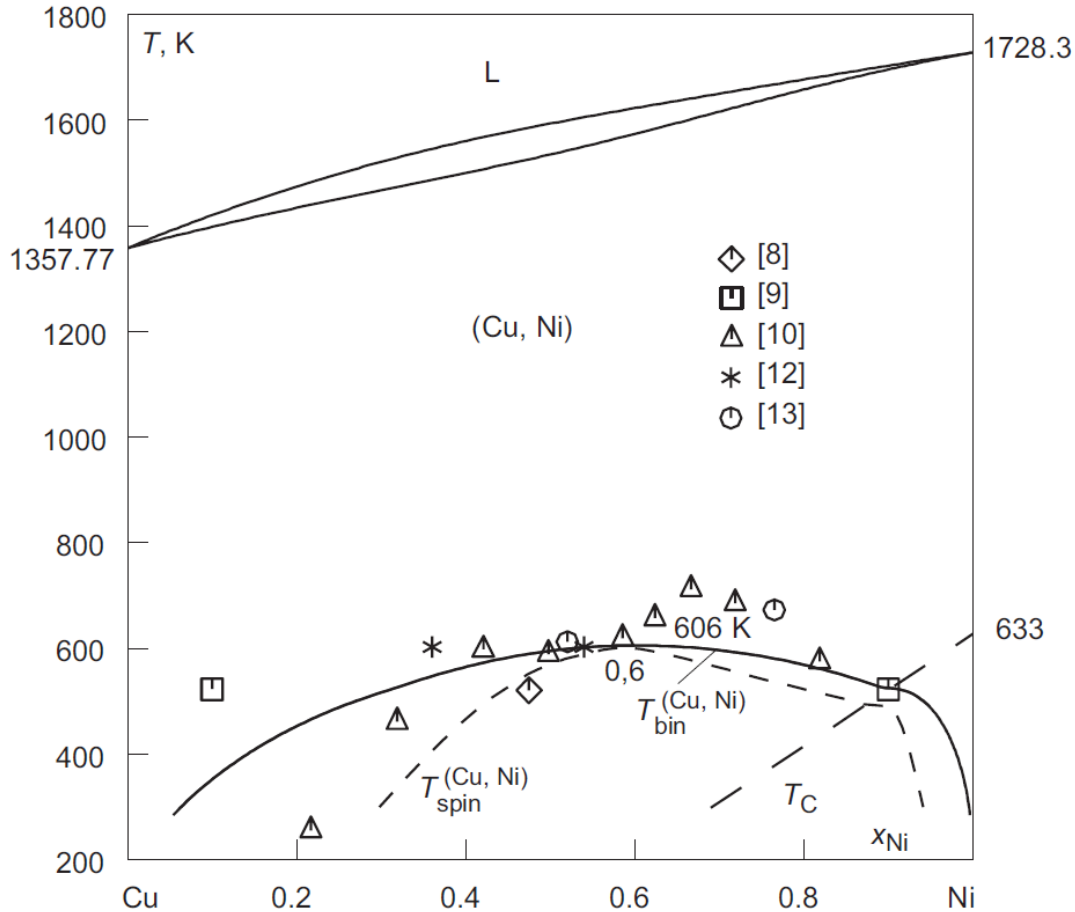 1800
T, K
1728.3
L
1600
1400
1357.77
[8]
[9]
1200
(Cu, Ni)
[10]
[12]
[13]
1000
800
600
606 K
633
0,6
T bin (Cu, Ni)
400
T spin (Cu, Ni)
T C
x Ni
200
Cu
0.2
0.4
0.6
0.8
Ni